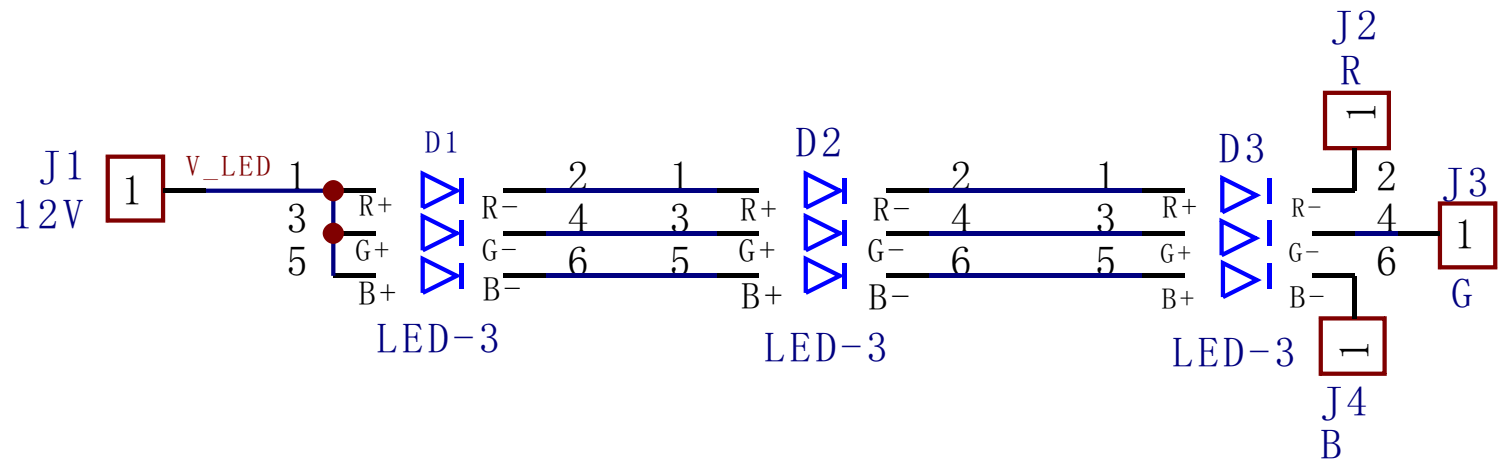 J1
12V
1
V_LED
1
3
5
D1
R+
G+
B+
R-
G-
B-
LED-3
2
4
6
1
3
5
D2
R+
G+
B+
R-
G-
B-
LED-3
2
4
6
1
3
5
D3
R+
G+
B+
R-
G-
B-
LED-3
2
4
6
J2
R
1
J3
1
G
1
J4
B